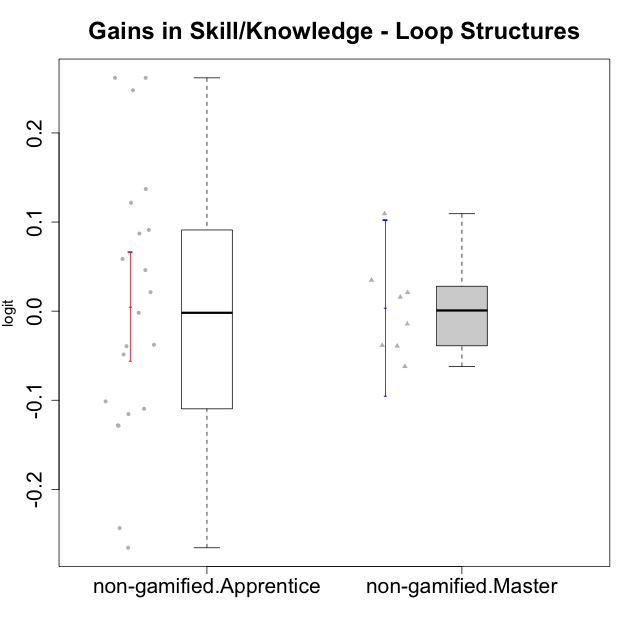 Gains in Skill/Knowledge - Loop Structures
logit
0.2
0.1
0.0
-0.1
-0.2
non-gamified.Apprentice
non-gamified.Master